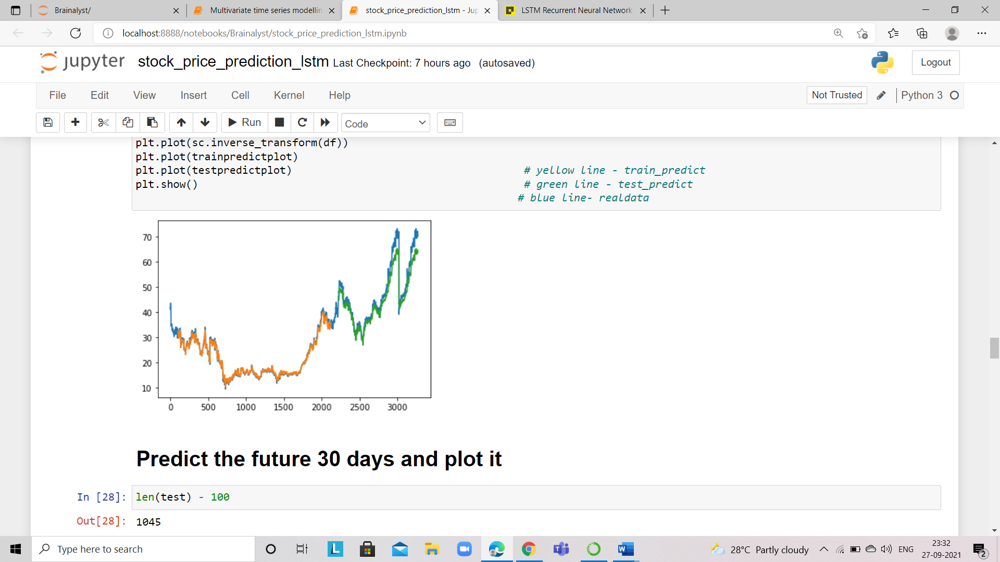 Brainalyst/
Multivariate time series modellin
stock_price_prediction_lstm - Jup
LSTM Recurrent Neural Network
localhost:8888/notebooks/Brainalyst/stock_price_prediction_lstm.ipynb
jupyter stock_price_prediction_lstm Last Checkpoint: 7 hours ago (autosaved)
Logout
File Edit View Insert Cell Kernel Help
Not Trusted
Python 3
Run
Code
plt.plot(sc.inverse_transform(df))
plt.plot(trainpredictplot)
plt.plot(testpredictplot) # yellow line - train_predict
plt.show() # green line - test_predict
# blue line- realdata
70
60
50
40
30
20
10
0 500 1000 1500 2000 2500 3000
Predict the future 30 days and plot it
In [28]: len(test) - 100
Out[28]: 1045
Type here to search
L
W
28°C Partly cloudy
ENG
23:32
27-09-2021
2